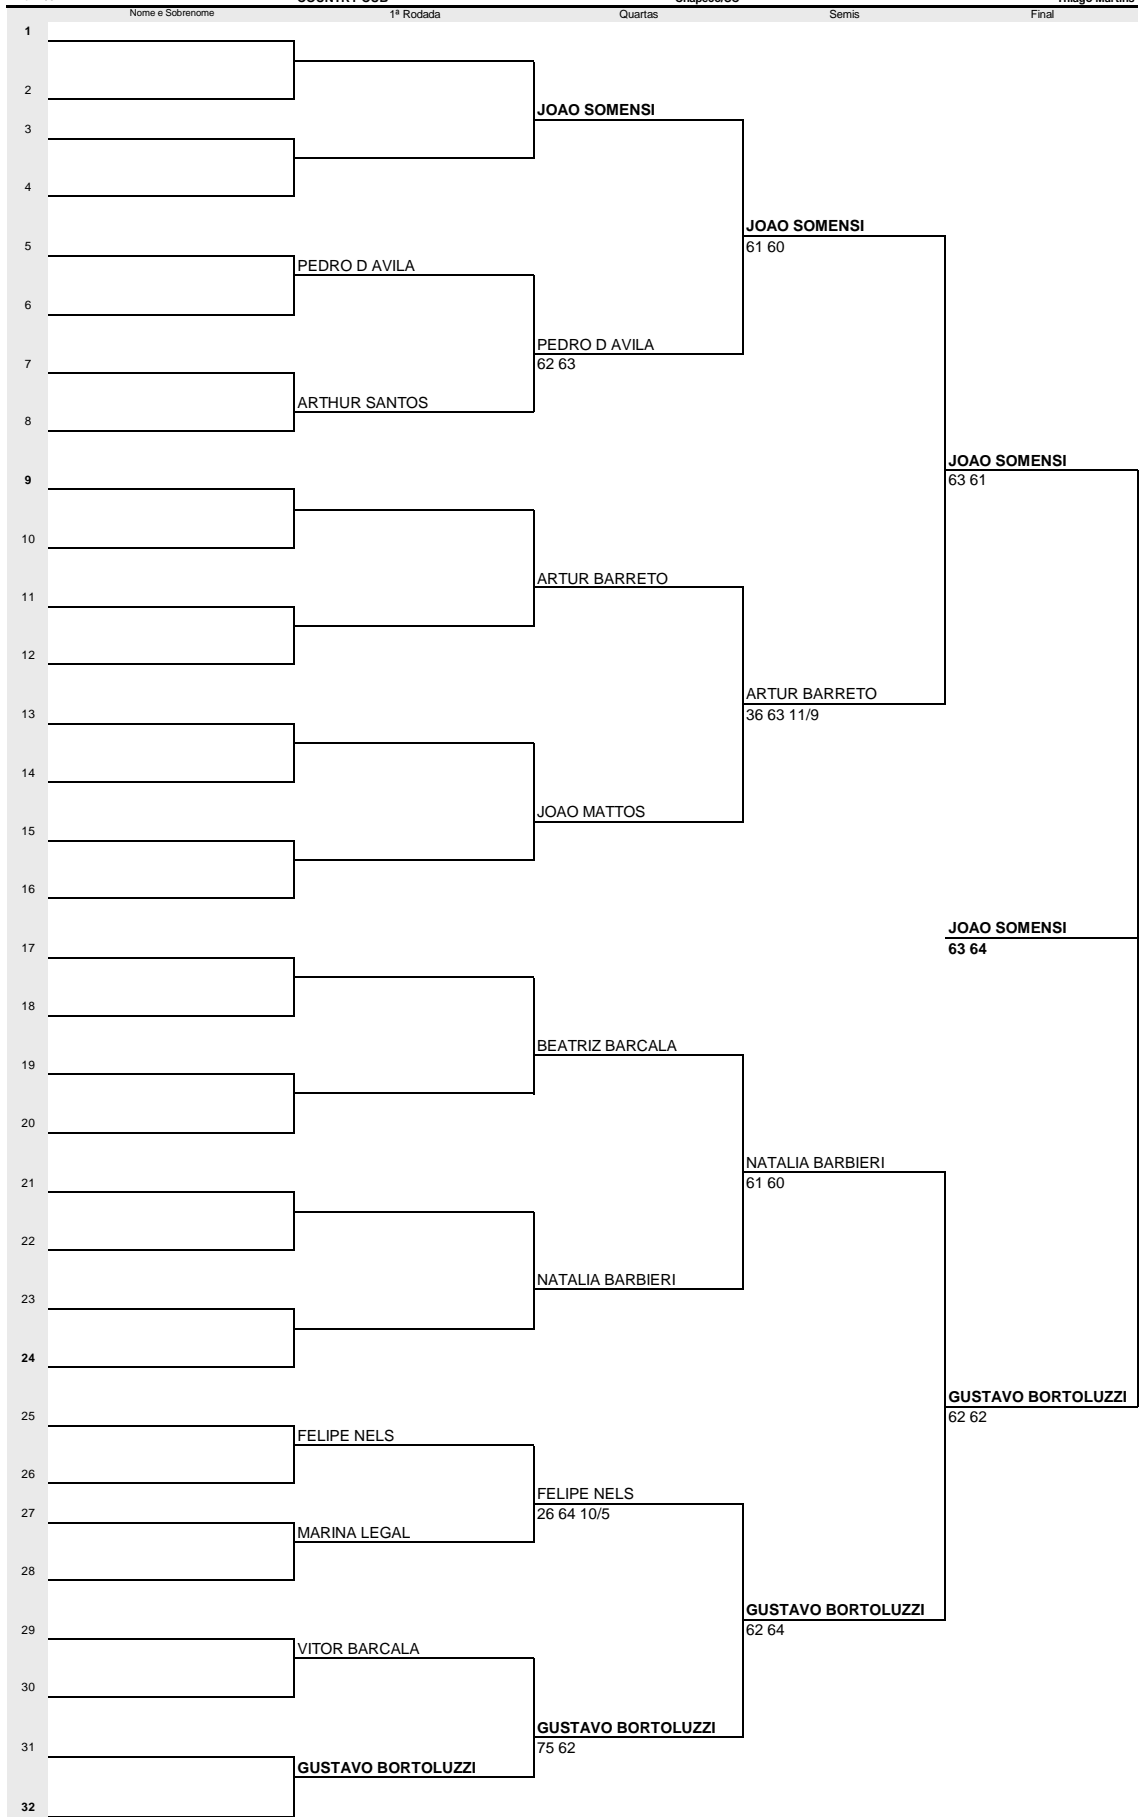 Nome e Sobrenome 1ª Rodada Quartas Semis Final
1
2
JOAO SOMENSI
3
4
JOAO SOMENSI
5
61 60
PEDRO D AVILA
6
PEDRO D AVILA
7
62 63
ARTHUR SANTOS
8
JOAO SOMENSI
9
63 61
10
ARTUR BARRETO
11
12
ARTUR BARRETO
13
36 63 11/9
14
JOAO MATTOS
15
16
JOAO SOMENSI
17
63 64
18
BEATRIZ BARCALA
19
20
NATALIA BARBIERI
21
61 60
22
NATALIA BARBIERI
23
24
GUSTAVO BORTOLUZZI
25
62 62
FELIPE NELS
26
FELIPE NELS
27
26 64 10/5
MARINA LEGAL
28
GUSTAVO BORTOLUZZI
29
62 64
VITOR BARCALA
30
GUSTAVO BORTOLUZZI
31
75 62
GUSTAVO BORTOLUZZI
32